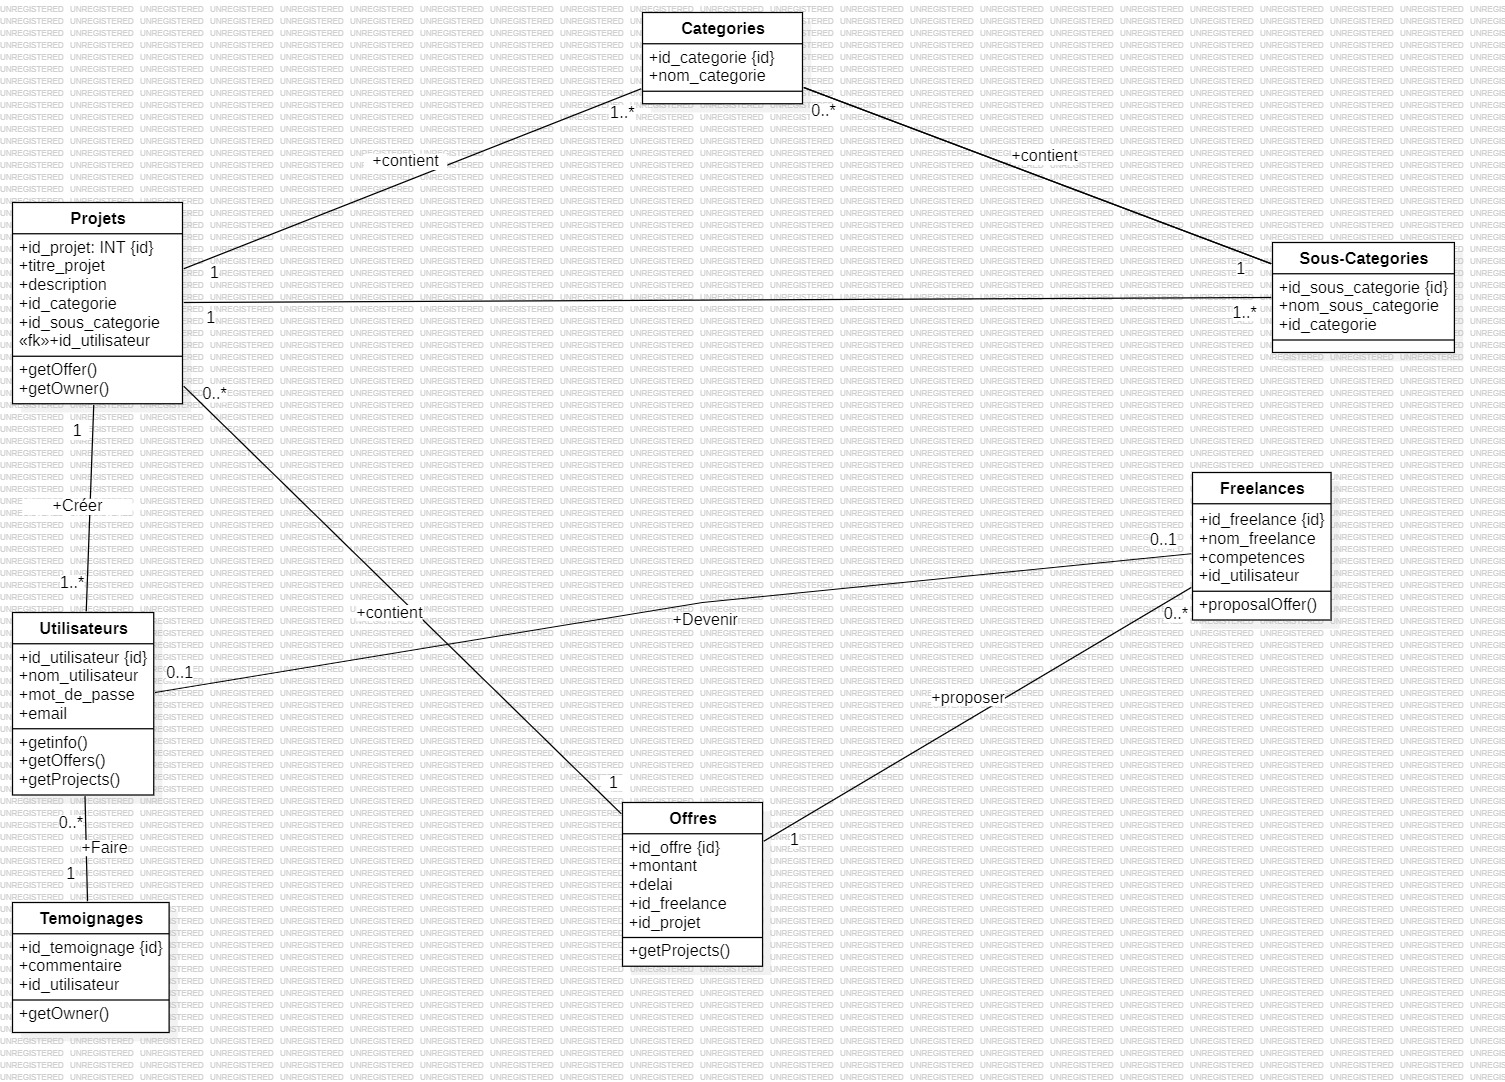 Categories
+id_categorie {id}
+nom_categorie
1..*
0..*
+contient
+contient
Projets
+id_projet: INT {id}
+titre_projet
+description
+id_categorie
+id_sous_categorie
«fk»+id_utilisateur
+getOffer()
+getOwner()
1
1
0..*
1
Sous-Categories
+id_sous_categorie {id}
+nom_sous_categorie
+id_categorie
1
1..*
+Créer
1..*
Freelances
+id_freelance {id}
+nom_freelance
+competences
+id_utilisateur
+proposalOffer()
0..1
0..*
+contient
+Devenir
Utilisateurs
+id_utilisateur {id}
+nom_utilisateur
+mot_de_passe
+email
+getinfo()
+getOffers()
+getProjects()
0..1
+proposer
0..*
+Faire
1
1
1
Offres
+id_offre {id}
+montant
+delai
+id_freelance
+id_projet
+getProjects()
Temoignages
+id_temoignage {id}
+commentaire
+id_utilisateur
+getOwner()
UNREGISTERED